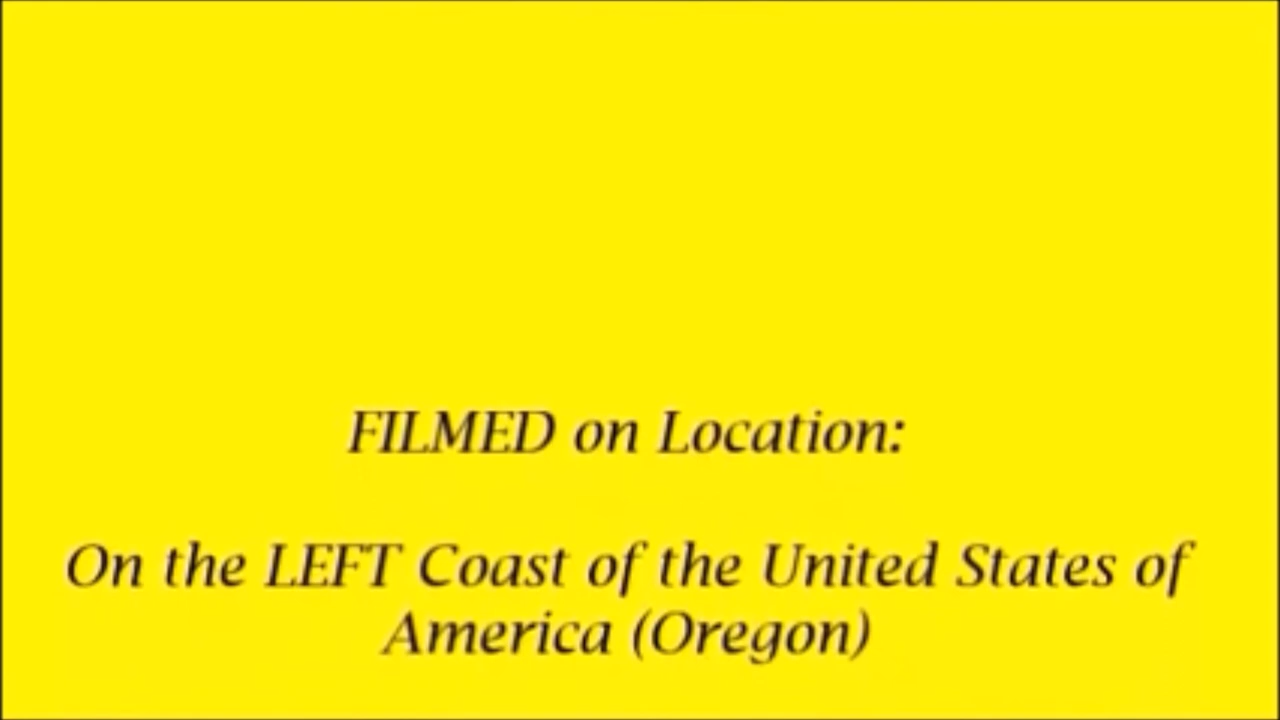 FILMED on Location:
On the LEFT Coast of the United States of
America (Oregon)